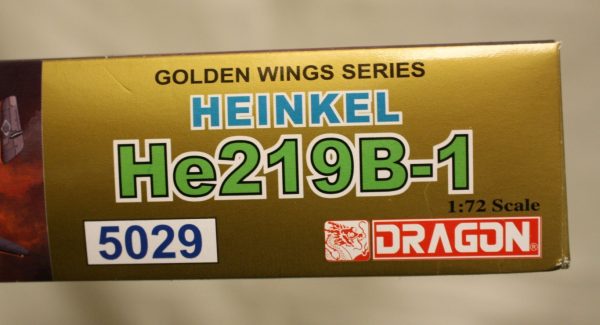 GOLDEN WINGS SERIES
HEINKEL
He219B-1
1:72 Scale
5029
DRAGON®